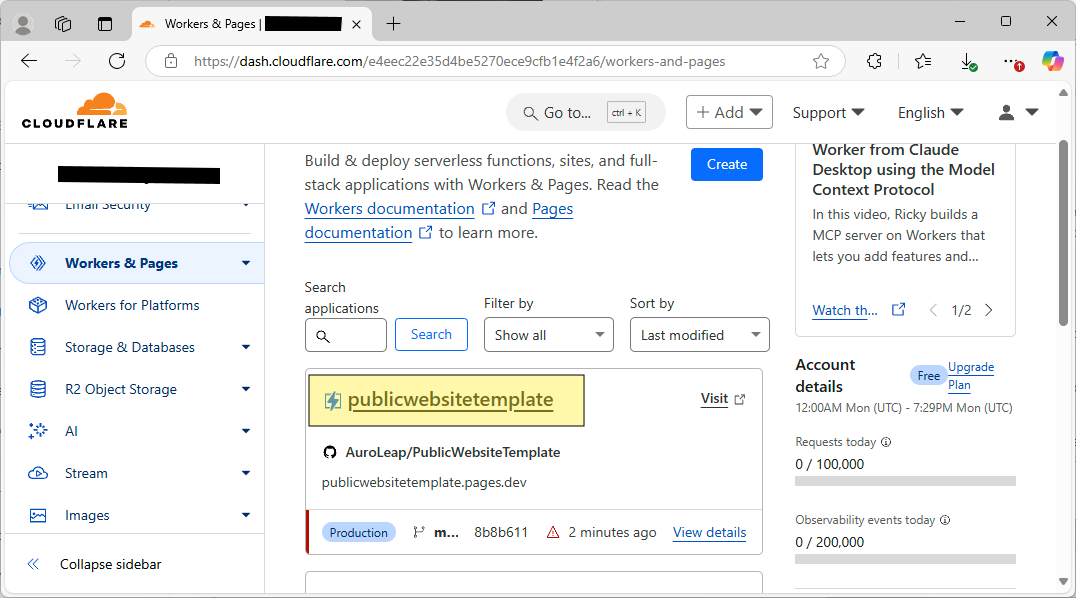 Workers & Pages |
https://dash.cloudflare.com/e4eec22e35d4be5270ece9cfb1e4f2a6/workers-and-pages
CLOUDFLARE
Go to...
ctrl + K
Add
Support
English
Email Security
Workers & Pages
Workers for Platforms
Storage & Databases
R2 Object Storage
AI
Stream
Images
Collapse sidebar
Build & deploy serverless functions, sites, and full-
stack applications with Workers & Pages. Read the
Workers documentation and Pages
documentation to learn more.
Create
Search
applications
Search
Filter by
Show all
Sort by
Last modified
publicwebsitetemplate
Visit
AuroLeap/PublicWebsiteTemplate
publicwebsitetemplate.pages.dev
Production
m...
8b8b611
2 minutes ago
View details
Worker from Claude
Desktop using the Model
Context Protocol
In this video, Ricky builds a
MCP server on Workers that
lets you add features and...
Watch th...
1/2
Account
details
Free
Upgrade
Plan
12:00AM Mon (UTC) - 7:29PM Mon (UTC)
Requests today
0 / 100,000
Observability events today
0 / 200,000